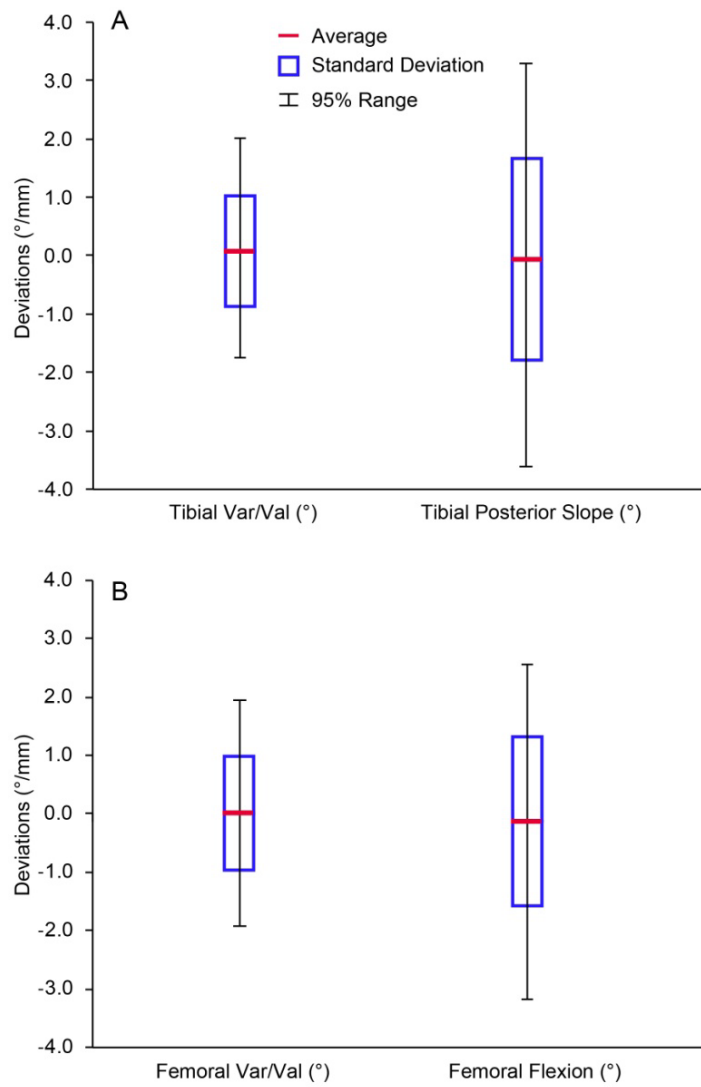 A
Average
Standard Deviation
95% Range
Deviations (°/mm)
4.0
3.0
2.0
1.0
0.0
-1.0
-2.0
-3.0
-4.0
Tibial Var/Val (°) Tibial Posterior Slope (°)
B
Deviations (°/mm)
4.0
3.0
2.0
1.0
0.0
-1.0
-2.0
-3.0
-4.0
Femoral Var/Val (°) Femoral Flexion (°)